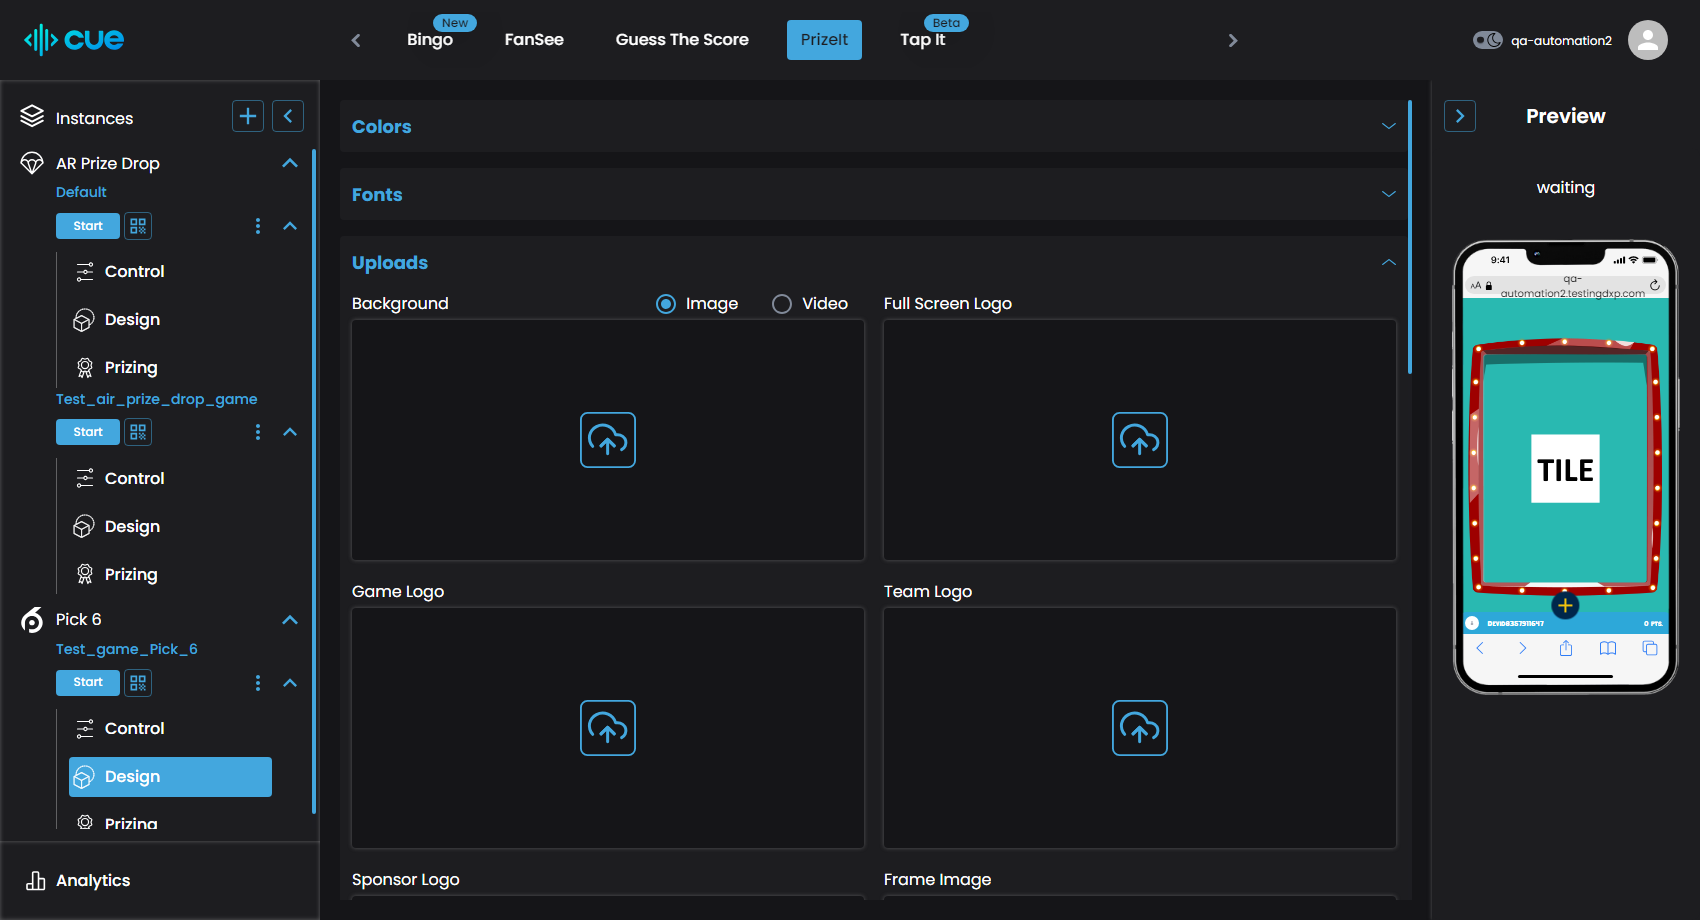 cue
Bingo
New
FanSee
Guess The Score
PrizeIt
Tap It
Beta
qa-automation2
Instances
AR Prize Drop
Default
Start
Control
Design
Prizing
Test_air_prize_drop_game
Start
Control
Design
Prizing
Pick 6
Test_game_Pick_6
Start
Control
Design
Prizing
Analytics
Colors
Fonts
Uploads
Background
Image
Video
Full Screen Logo
Game Logo
Team Logo
Sponsor Logo
Frame Image
Preview
waiting
9:41
AA
qa-
automation2.testingdxp.com
TILE
0 PTS.